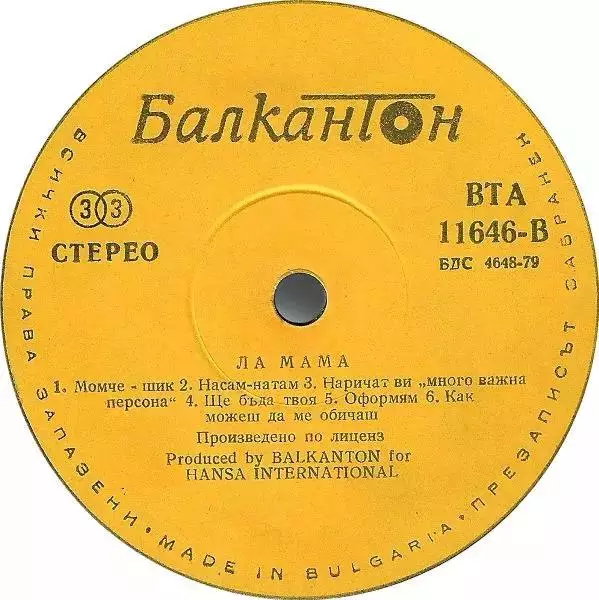 Балкантон
33
СТЕРЕО
ВТА
11646-В
БДС 4648-79
ЛА МАМА
1. Момче - шик 2. Насам-натам 3. Наричат ви „много важна
персона“ 4. Ще бъда твоя 5. Оформям 6. Как
можеш да ме обичаш
Произведено по лиценз
Produced by BALKANTON for
HANSA INTERNATIONAL
ВСИЧКИ ПРАВА ЗАПАЗЕНИ • MADE IN BULGARIA • ПРЕЗАПИСЪТ ЗАБРАНЕН